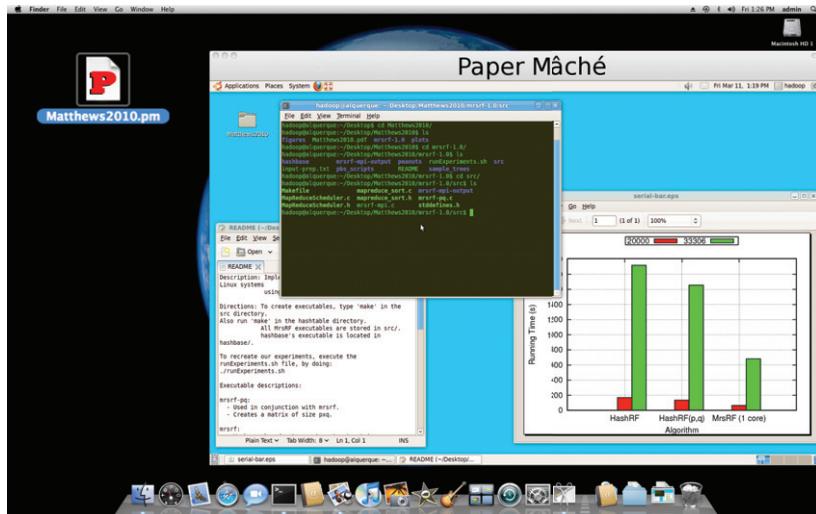 Finder File Edit View Go Window Help
Fri 1:26 PM admin
Macintosh HD 1
P
Matthews2010.pm
Paper Mâché
Applications Places System
Fri Mar 11, 1:19 PM hadoop
Matthews2010
hadoop@alquerque: ~ Desktop/Matthews2010/mrsrf-1.0/src
File Edit View Terminal Help
hadoop@alquerque:~/Desktop$ cd Matthews2010/
hadoop@alquerque:~/Desktop/Matthews2010$ ls
figures Matthews2010.pdf mrsrf-1.0 plots
hadoop@alquerque:~/Desktop/Matthews2010$ cd mrsrf-1.0/
hadoop@alquerque:~/Desktop/Matthews2010/mrsrf-1.0$ ls
hashbase mrsrf-mpi-output peanuts runExperiments.sh src
input-prep.txt pbs_scripts README sample_trees
hadoop@alquerque:~/Desktop/Matthews2010/mrsrf-1.0$ cd src/
hadoop@alquerque:~/Desktop/Matthews2010/mrsrf-1.0/src$ ls
Makefile mapreduce_sort.c mrsrf-mpi-output
MapReduceScheduler.c mapreduce_sort.h mrsrf-pq.c
MapReduceScheduler.h mrsrf-mpi.c stddefines.h
hadoop@alquerque:~/Desktop/Matthews2010/mrsrf-1.0/src$
README (~/Des
File Edit View Se
Open
README
Description: Imple
Linux systems
using
Directions: To create executables, type 'make' in the
src directory.
Also run 'make' in the hashtable directory.
All MrsRF executables are stored in src/.
hashbase's executable is located in
hashbase/.
To recreate our experiments, execute the
runExperiments.sh file, by doing:
./runExperiments.sh
Executable descriptions:
mrsrf-pq:
- Used in conjunction with mrsrf.
- Creates a matrix of size pxq.
mrsrf:
Plain Text Tab Width: 8 Ln 1, Col 1 INS
serial-bar.eps
Go Help
Next 1 (1 of 1) 100%
20000 33306
Running Time (s)
0
HashRF HashRF(p,q) MrsRF (1 core)
Algorithm
serial-bar.eps hadoop@alquerque: ~... README (~/Desktop/...